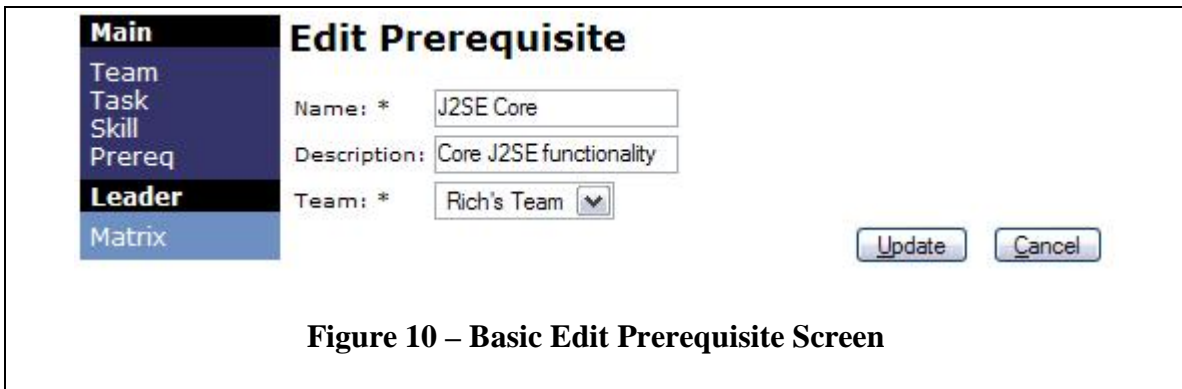 Main
Team
Task
Skill
Prereq
Leader
Matrix
Edit Prerequisite
Name: * J2SE Core
Description: Core J2SE functionality
Team: * Rich's Team
Update Cancel
Figure 10 – Basic Edit Prerequisite Screen